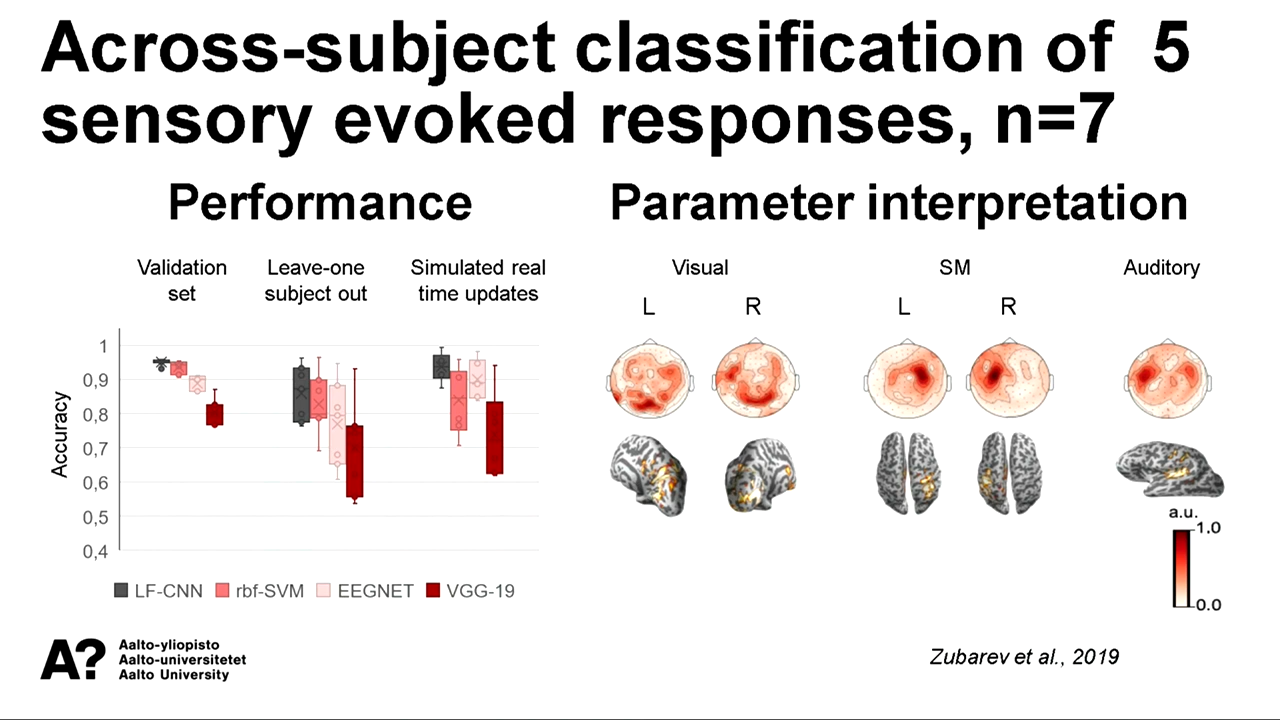 Across-subject classification of 5
sensory evoked responses, n=7
Performance
Parameter interpretation
Validation
set
Leave-one
subject out
Simulated real
time updates
Accuracy
1
0,9
0,8
0,7
0,6
0,5
0,4
LF-CNN
rbf-SVM
EEGNET
VGG-19
Visual
L
R
SM
L
R
Auditory
a.u.
1.0
0.0
A?
Aalto-yliopisto
Aalto-universitetet
Aalto University
Zubarev et al., 2019